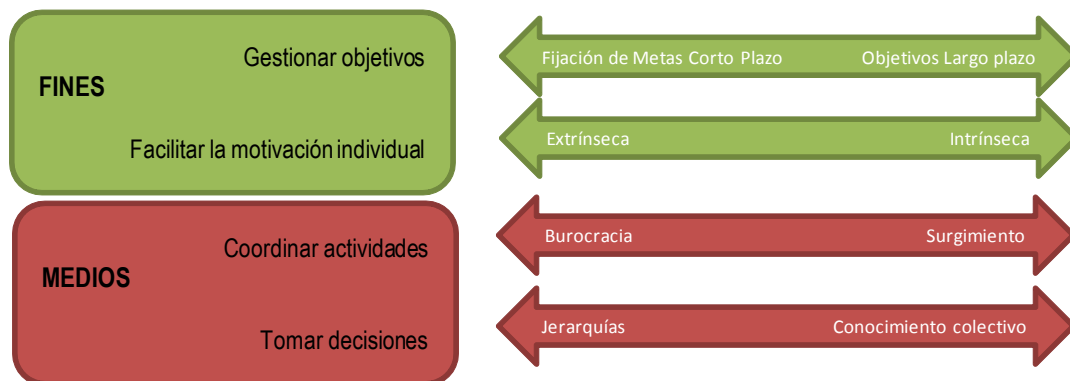 Gestionar objetivos
FINES
Facilitar la motivación individual
Fijación de Metas Corto Plazo Objetivos Largo plazo
Extrínseca Intrínseca
Coordinar actividades
MEDIOS
Tomar decisiones
Burocracia Surgimiento
Jerarquías Conocimiento colectivo